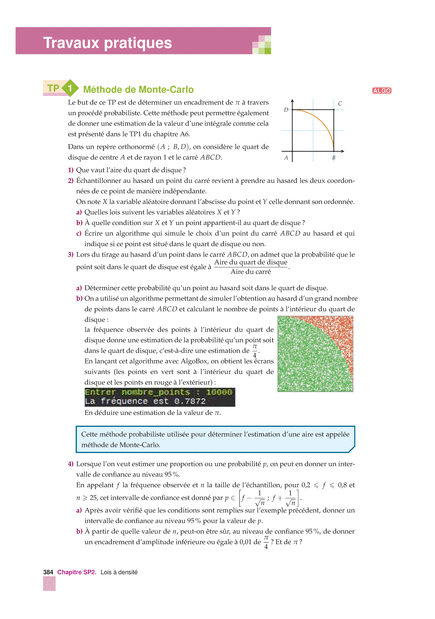 Travaux pratiques
TP 1 Méthode de Monte-Carlo
ALGO
Le but de ce TP est de déterminer un encadrement de π à travers
un procédé probabiliste. Cette méthode peut permettre également
de donner une estimation de la valeur d'une intégrale comme cela
est présenté dans le TP1 du chapitre A6.
Dans un repère orthonormé (A ; B, D), on considère le quart de
disque de centre A et de rayon 1 et le carré ABCD.
D
C
A
B
1) Que vaut l'aire du quart de disque ?
2) Échantillonner au hasard un point du carré revient à prendre au hasard les deux coordon-
nées de ce point de manière indépendante.
On note X la variable aléatoire donnant l'abscisse du point et Y celle donnant son ordonnée.
a) Quelles lois suivent les variables aléatoires X et Y ?
b) À quelle condition sur X et Y un point appartient-il au quart de disque ?
c) Écrire un algorithme qui simule le choix d'un point du carré ABCD au hasard et qui
indique si ce point est situé dans le quart de disque ou non.
3) Lors du tirage au hasard d'un point dans le carré ABCD, on admet que la probabilité que le
point soit dans le quart de disque est égale à Aire du quart de disque / Aire du carré.
a) Déterminer cette probabilité qu'un point au hasard soit dans le quart de disque.
b) On a utilisé un algorithme permettant de simuler l'obtention au hasard d'un grand nombre
de points dans le carré ABCD et calculant le nombre de points à l'intérieur du quart de
disque :
la fréquence observée des points à l'intérieur du quart de
disque donne une estimation de la probabilité qu'un point soit
dans le quart de disque, c'est-à-dire une estimation de π/4.
En lançant cet algorithme avec AlgoBox, on obtient les écrans
suivants (les points en vert sont à l'intérieur du quart de
disque et les points en rouge à l'extérieur) :
Entrer nombre_points : 10000
La fréquence est 0.7872
En déduire une estimation de la valeur de π.
Cette méthode probabiliste utilisée pour déterminer l'estimation d'une aire est appelée
méthode de Monte-Carlo.
4) Lorsque l'on veut estimer une proportion ou une probabilité p, on peut en donner un inter-
valle de confiance au niveau 95 %.
En appelant f la fréquence observée et n la taille de l'échantillon, pour 0,2 ⩽ f ⩽ 0,8 et
n ⩾ 25, cet intervalle de confiance est donné par p ∈ [f − 1/√n ; f + 1/√n].
a) Après avoir vérifié que les conditions sont remplies sur l'exemple précédent, donner un
intervalle de confiance au niveau 95 % pour la valeur de p.
b) À partir de quelle valeur de n, peut-on être sûr, au niveau de confiance 95 %, de donner
un encadrement d'amplitude inférieure ou égale à 0,01 de π/4 ? Et de π ?
384 Chapitre SP2. Lois à densité